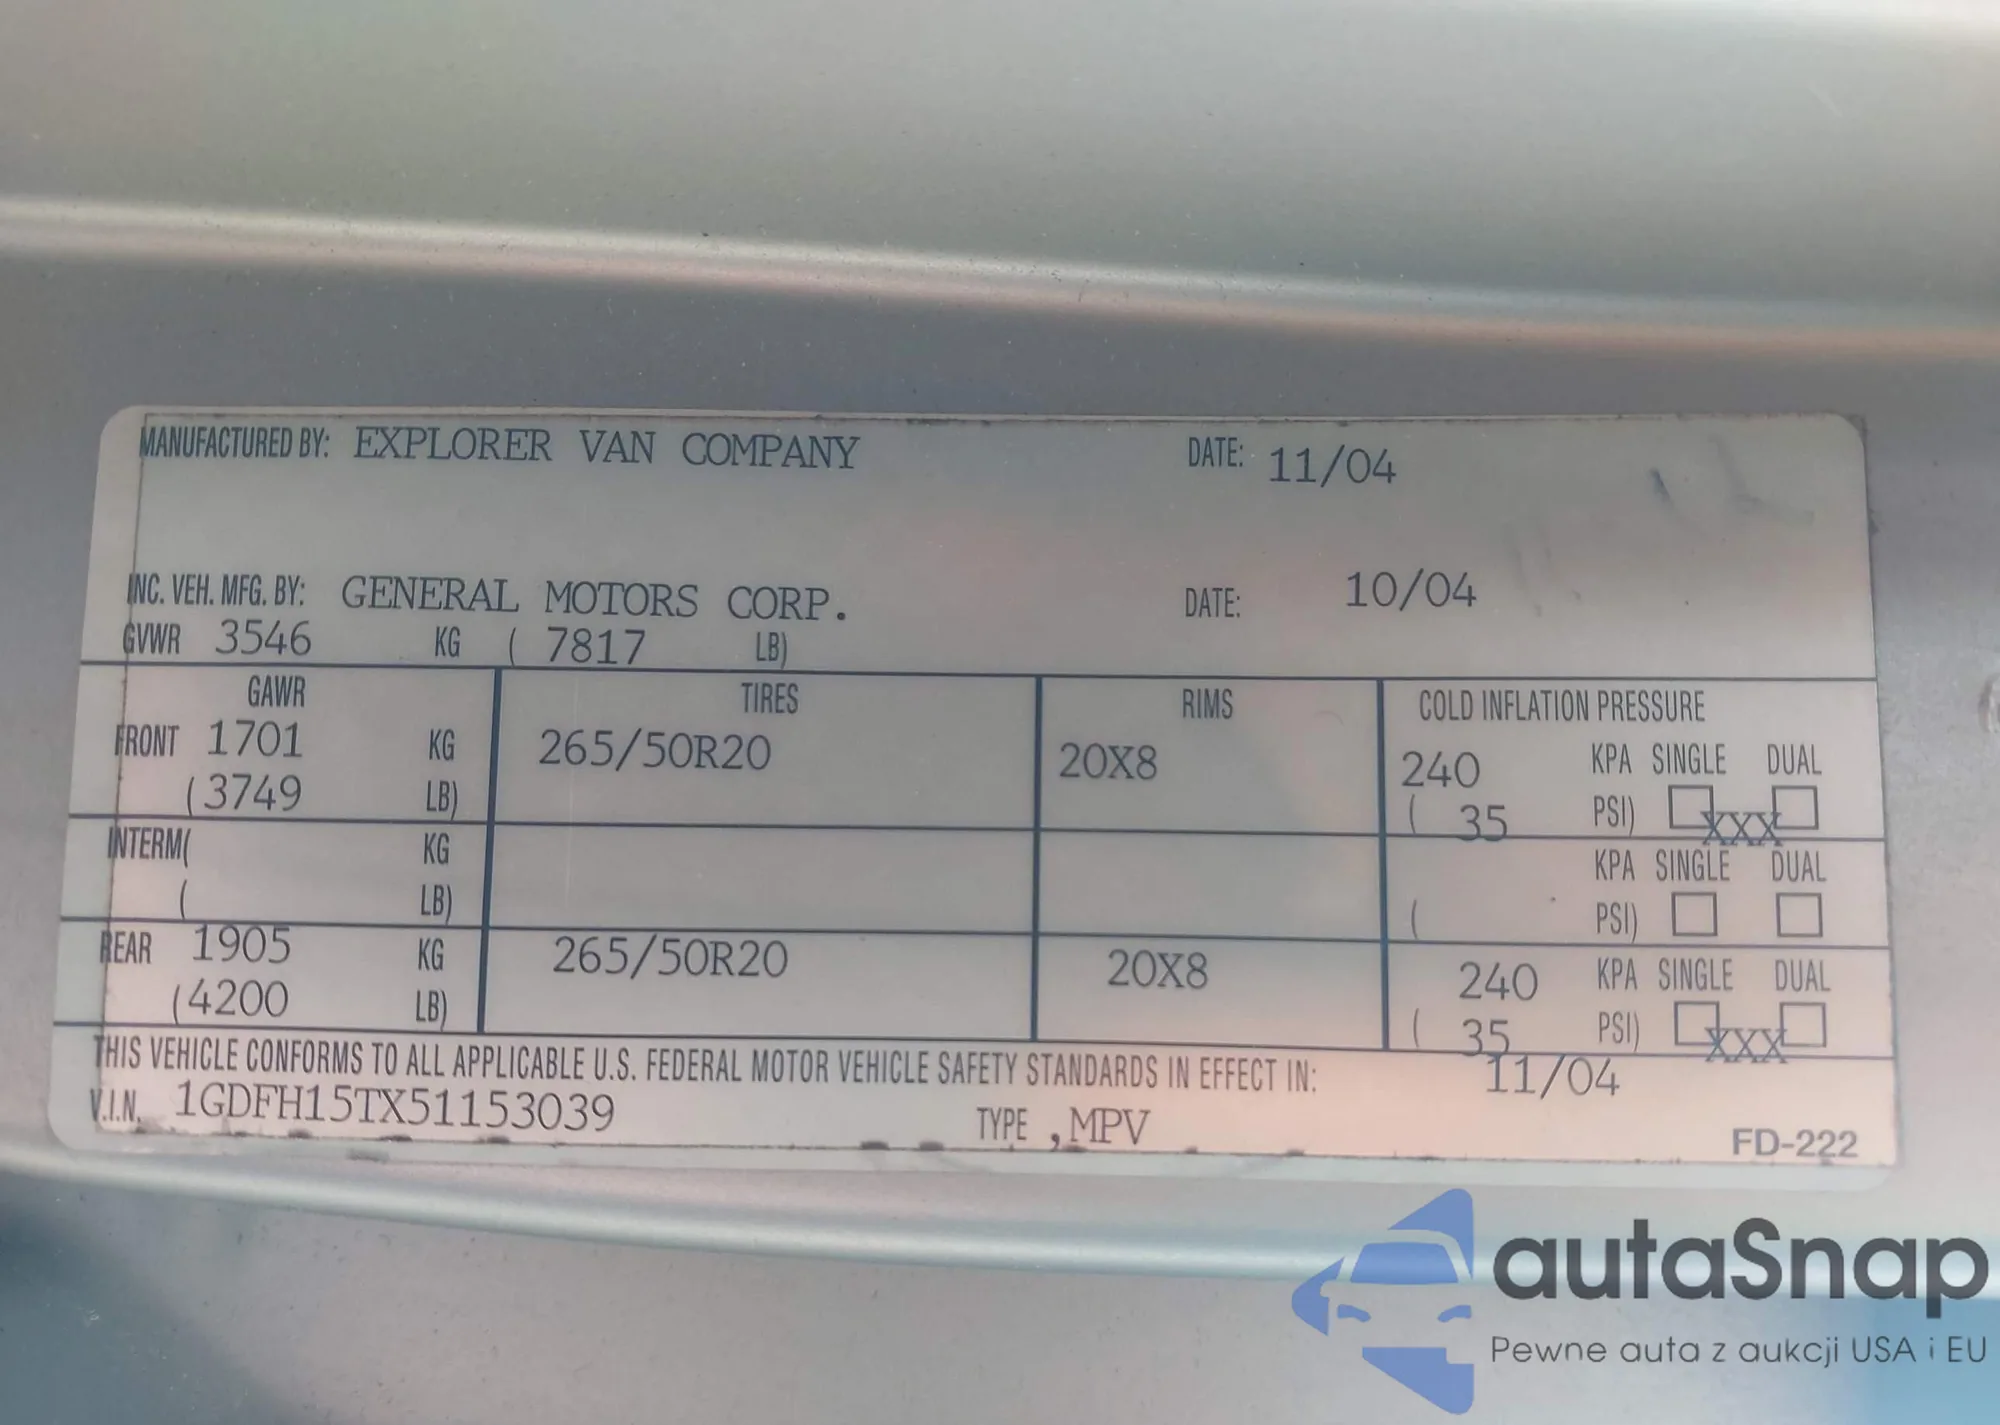 MANUFACTURED BY: EXPLORER VAN COMPANY DATE: 11/04
INC. VEH. MFG. BY: GENERAL MOTORS CORP. DATE: 10/04
GVWR 3546 KG ( 7817 LB)
GAWR TIRES RIMS COLD INFLATION PRESSURE
FRONT 1701 KG 265/50R20 20X8 240 KPA SINGLE DUAL
(3749 LB) ( 35 PSI) XXX
INTERM( KG KPA SINGLE DUAL
( LB) ( PSI)
REAR 1905 KG 265/50R20 20X8 240 KPA SINGLE DUAL
(4200 LB) ( 35 PSI) XXX
THIS VEHICLE CONFORMS TO ALL APPLICABLE U.S. FEDERAL MOTOR VEHICLE SAFETY STANDARDS IN EFFECT IN: 11/04
V.I.N. 1GDFH15TX51153039 TYPE , MPV
FD-222
autaSnap
Pewne auta z aukcji USA i EU